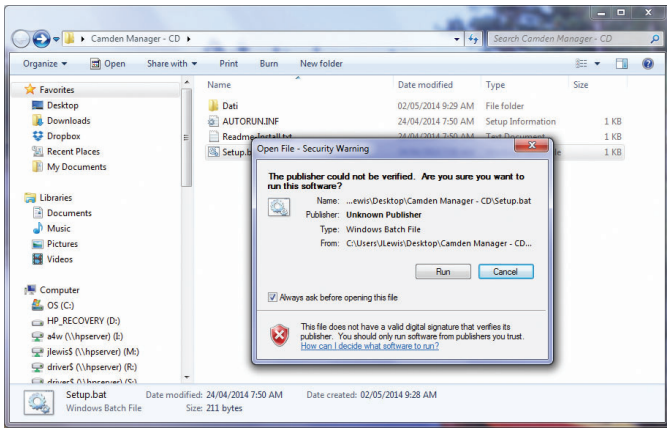 Camden Manager - CD
Search Camden Manager - CD
Organize Open Share with Print Burn New folder
Name Date modified Type Size
Favorites
Desktop
Downloads
Dropbox
Recent Places
My Documents
Libraries
Documents
Music
Pictures
Videos
Computer
OS (C:)
HP_RECOVERY (D:)
a4w (\\hpserver) (I:)
jlewis$ (\\hpserver) (M:)
driver$ (\\hpserver) (R:)
driver$ (\\hpserver) (S:)
Dati 02/05/2014 9:29 AM File folder
AUTORUN.INF 24/04/2014 7:50 AM Setup Information 1 KB
Readme-Install.txt 24/04/2014 7:50 AM Text Document 1 KB
Setup.b 1 KB
Open File - Security Warning
The publisher could not be verified. Are you sure you want to
run this software?
Name: ...ewis\Desktop\Camden Manager - CD\Setup.bat
Publisher: Unknown Publisher
Type: Windows Batch File
From: C:\Users\JLewis\Desktop\Camden Manager - CD...
Run Cancel
Always ask before opening this file
This file does not have a valid digital signature that verifies its
publisher. You should only run software from publishers you trust.
How can I decide what software to run?
Setup.bat Date modified: 24/04/2014 7:50 AM Date created: 02/05/2014 9:28 AM
Windows Batch File Size: 211 bytes